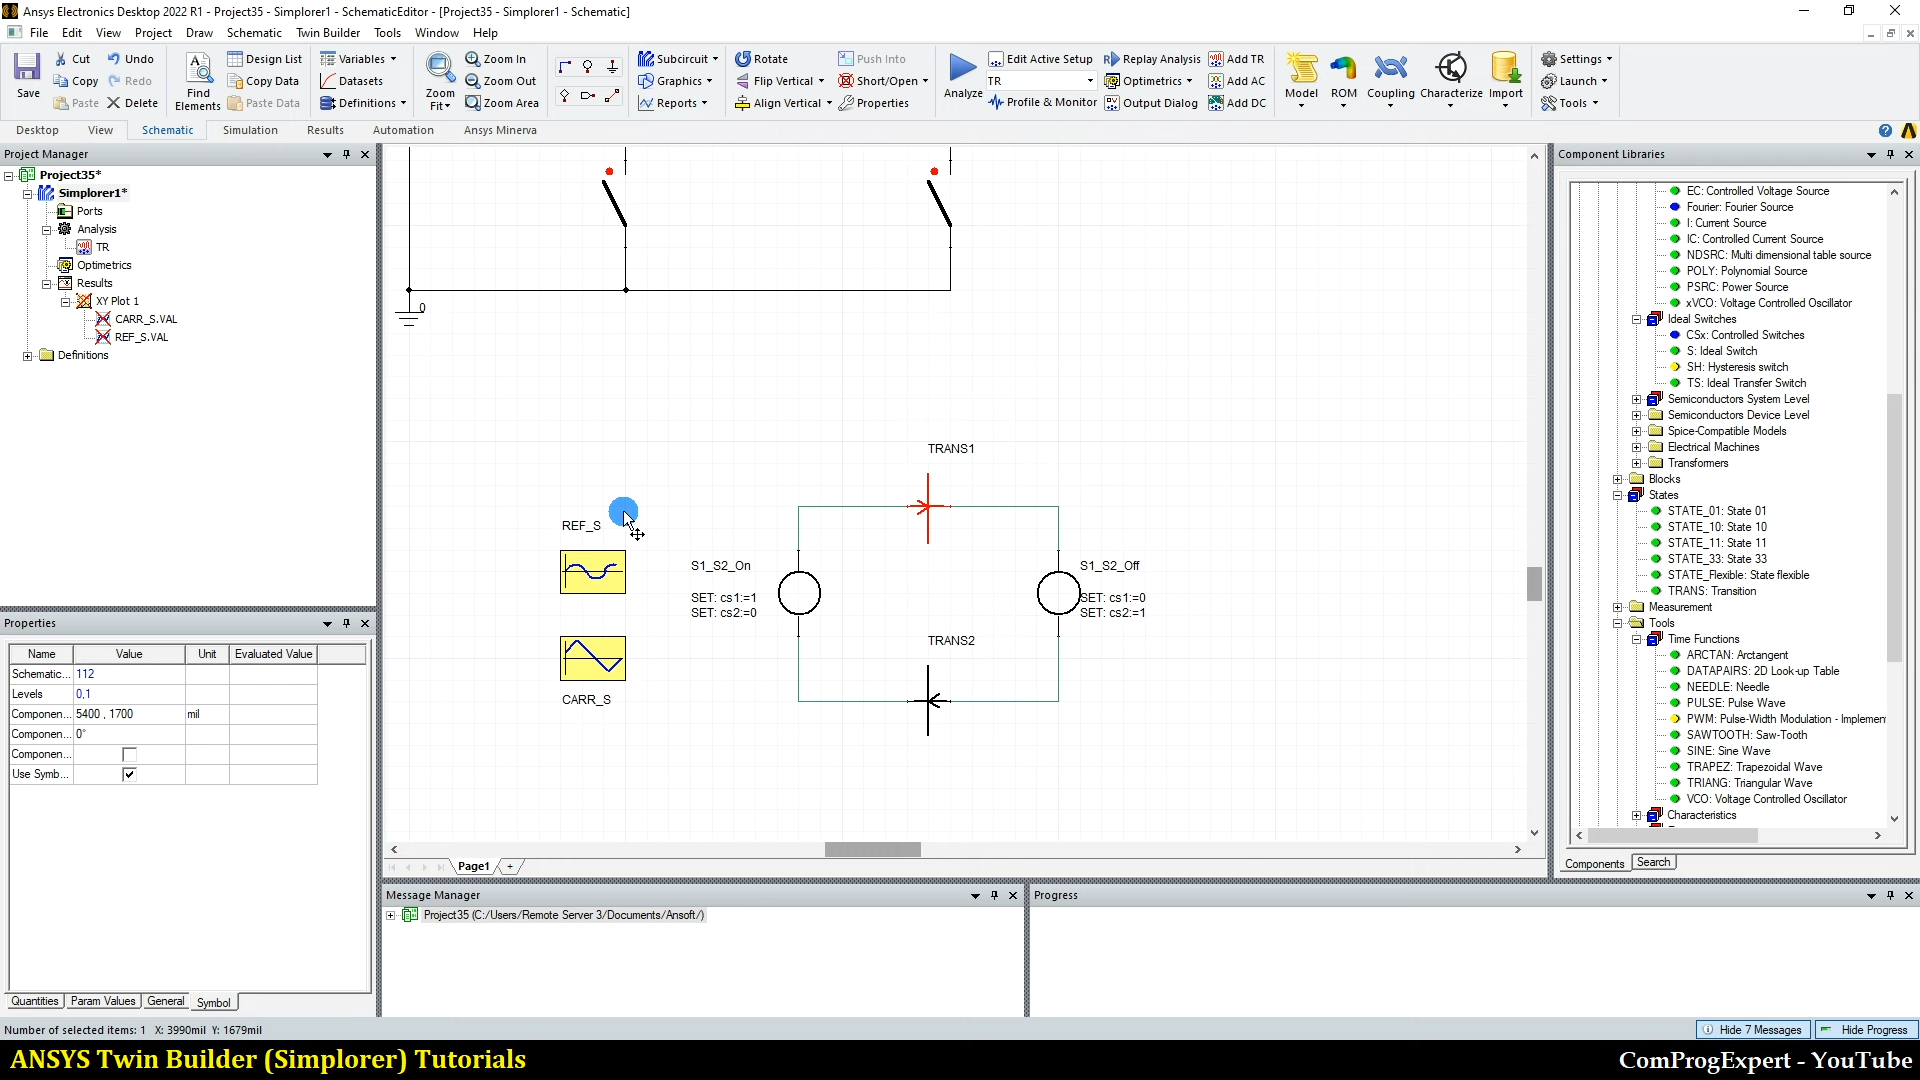 Ansys Electronics Desktop 2022 R1 - Project35 - Simplorer1 - SchematicEditor - [Project35 - Simplorer1 - Schematic]
File Edit View Project Draw Schematic Twin Builder Tools Window Help
Save
Cut
Copy
Paste
Undo
Redo
Delete
Find Elements
Design List
Copy Data
Paste Data
Variables
Datasets
Definitions
Zoom Fit
Zoom In
Zoom Out
Zoom Area
Subcircuit
Graphics
Reports
Rotate
Flip Vertical
Align Vertical
Push Into
Short/Open
Properties
Analyze
Edit Active Setup
TR
Profile & Monitor
Replay Analysis
Optimetrics
Output Dialog
Add TR
Add AC
Add DC
Model
ROM
Coupling
Characterize
Import
Settings
Launch
Tools
Desktop View Schematic Simulation Results Automation Ansys Minerva
Project Manager
Project35*
Simplorer1*
Ports
Analysis
TR
Optimetrics
Results
XY Plot 1
CARR_S.VAL
REF_S.VAL
Definitions
Properties
Name Value Unit Evaluated Value
Schematic... 112
Levels 0,1
Componen... 5400 , 1700 mil
Componen... 0°
Componen...
Use Symb...
Quantities Param Values General Symbol
0
TRANS1
REF_S
S1_S2_On
SET: cs1:=1
SET: cs2:=0
S1_S2_Off
SET: cs1:=0
SET: cs2:=1
TRANS2
CARR_S
Page1 +
Component Libraries
EC: Controlled Voltage Source
Fourier: Fourier Source
I: Current Source
IC: Controlled Current Source
NDSRC: Multi dimensional table source
POLY: Polynomial Source
PSRC: Power Source
xVCO: Voltage Controlled Oscillator
Ideal Switches
CSx: Controlled Switches
S: Ideal Switch
SH: Hysteresis switch
TS: Ideal Transfer Switch
Semiconductors System Level
Semiconductors Device Level
Spice-Compatible Models
Electrical Machines
Transformers
Blocks
States
STATE_01: State 01
STATE_10: State 10
STATE_11: State 11
STATE_33: State 33
STATE_Flexible: State flexible
TRANS: Transition
Measurement
Tools
Time Functions
ARCTAN: Arctangent
DATAPAIRS: 2D Look-up Table
NEEDLE: Needle
PULSE: Pulse Wave
PWM: Pulse-Width Modulation - Implemen
SAWTOOTH: Saw-Tooth
SINE: Sine Wave
TRAPEZ: Trapezoidal Wave
TRIANG: Triangular Wave
VCO: Voltage Controlled Oscillator
Characteristics
Components Search
Message Manager
Project35 (C:/Users/Remote Server 3/Documents/Ansoft/)
Progress
Number of selected items: 1 X: 3990mil Y: 1679mil
Hide 7 Messages
Hide Progress
ANSYS Twin Builder (Simplorer) Tutorials
ComProgExpert - YouTube